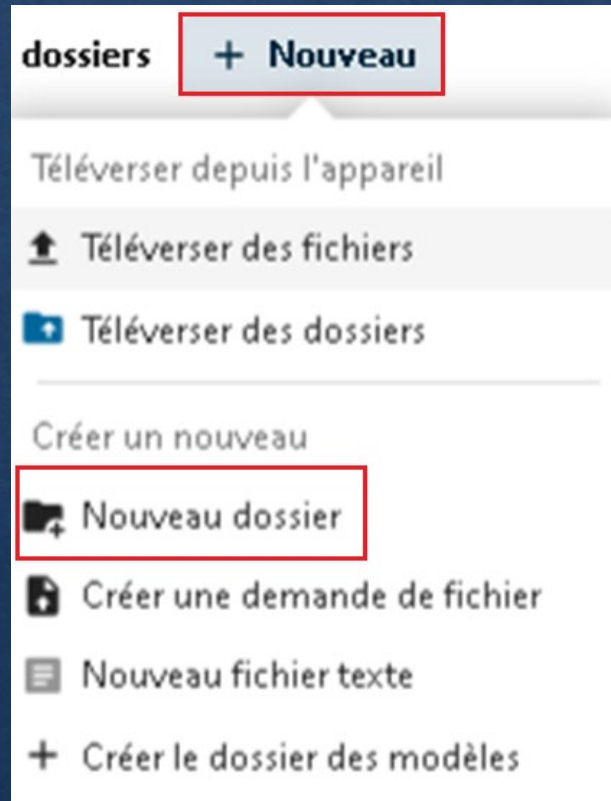 dossiers + Nouveau
Téléverser depuis l'appareil
Téléverser des fichiers
Téléverser des dossiers
Créer un nouveau
Nouveau dossier
Créer une demande de fichier
Nouveau fichier texte
+ Créer le dossier des modèles